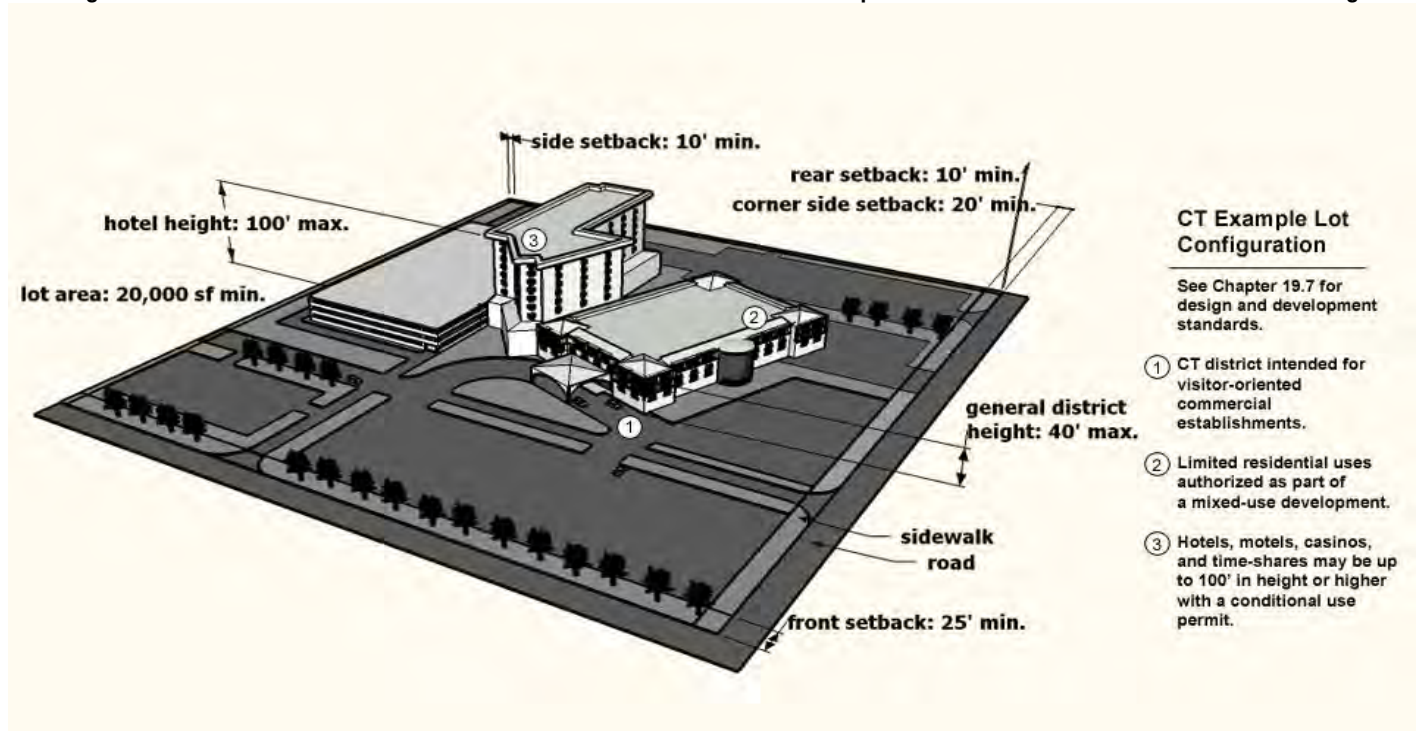 side setback: 10' min.
rear setback: 10' min.
corner side setback: 20' min.
hotel height: 100' max.
lot area: 20,000 sf min.
3
2
1
general district
height: 40' max.
sidewalk
road
front setback: 25' min.
CT Example Lot
Configuration
See Chapter 19.7 for
design and development
standards.
1 CT district intended for
visitor-oriented
commercial
establishments.
2 Limited residential uses
authorized as part of
a mixed-use development.
3 Hotels, motels, casinos,
and time-shares may be up
to 100' in height or higher
with a conditional use
permit.